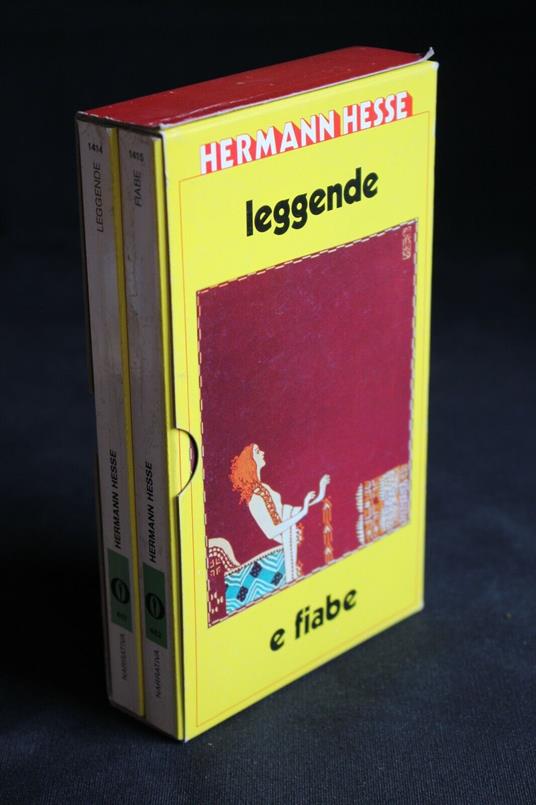 HERMANN HESSE
leggende
e fiabe
1414
LEGGENDE
HERMANN HESSE
NARRATIVA
1415
FIABE
HERMANN HESSE
NARRATIVA